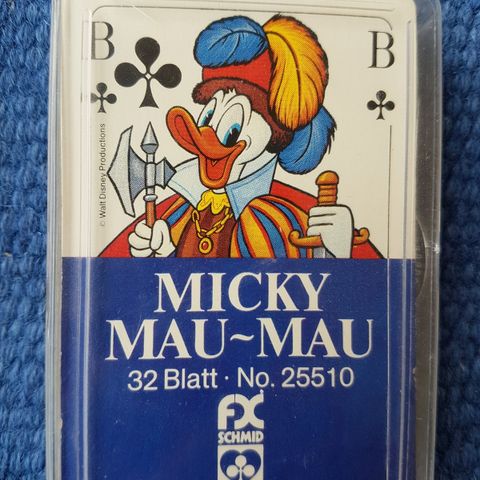 B
B
© Walt Disney Productions
MICKY
MAU~MAU
32 Blatt · No. 25510
FX
SCHMID